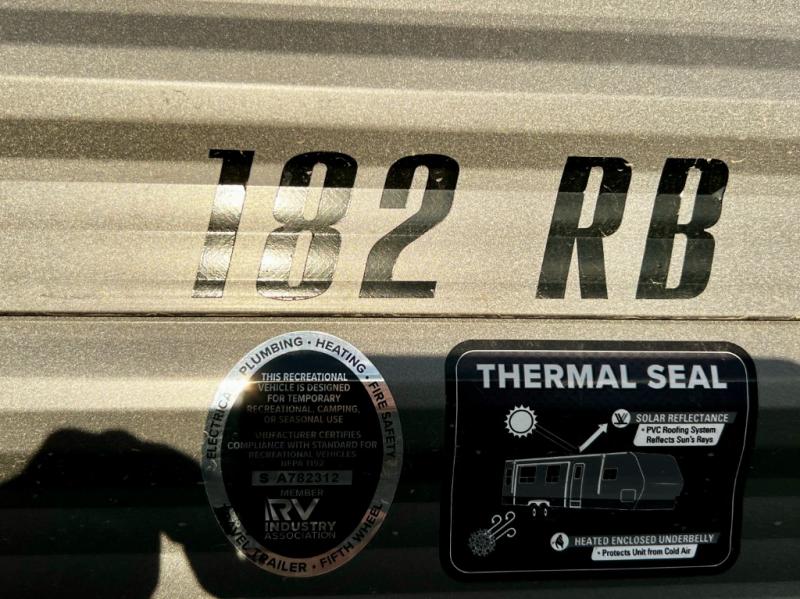 182 RB
ELECTRICAL • PLUMBING • HEATING • FIRE SAFETY
THIS RECREATIONAL
VEHICLE IS DESIGNED
FOR TEMPORARY
RECREATIONAL, CAMPING,
OR SEASONAL USE
MANUFACTURER CERTIFIES
COMPLIANCE WITH STANDARD FOR
RECREATIONAL VEHICLES
NFPA 1192
S A782312
MEMBER
RV
INDUSTRY
ASSOCIATION
TRAVEL TRAILER • FIFTH WHEEL
THERMAL SEAL
SOLAR REFLECTANCE
• PVC Roofing System
Reflects Sun's Rays
HEATED ENCLOSED UNDERBELLY
• Protects Unit from Cold Air